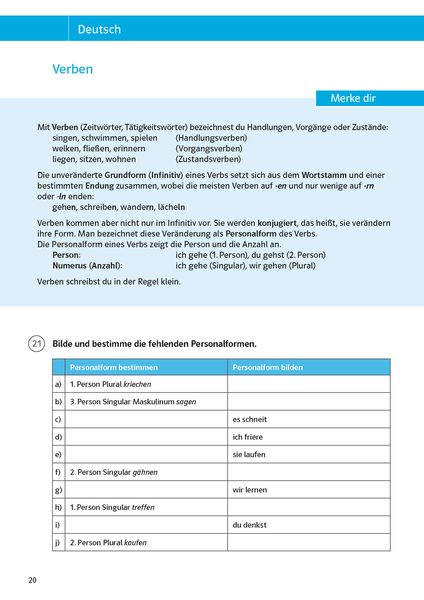 Deutsch
Verben
Merke dir
Mit Verben (Zeitwörter, Tätigkeitswörter) bezeichnest du Handlungen, Vorgänge oder Zustände:
singen, schwimmen, spielen (Handlungsverben)
welken, fließen, erinnern (Vorgangsverben)
liegen, sitzen, wohnen (Zustandsverben)
Die unveränderte Grundform (Infinitiv) eines Verbs setzt sich aus dem Wortstamm und einer
bestimmten Endung zusammen, wobei die meisten Verben auf -en und nur wenige auf -rn
oder -ln enden:
gehen, schreiben, wandern, lächeln
Verben kommen aber nicht nur im Infinitiv vor. Sie werden konjugiert, das heißt, sie verändern
ihre Form. Man bezeichnet diese Veränderung als Personalform des Verbs.
Die Personalform eines Verbs zeigt die Person und die Anzahl an.
Person: ich gehe (1. Person), du gehst (2. Person)
Numerus (Anzahl): ich gehe (Singular), wir gehen (Plural)
Verben schreibst du in der Regel klein.
21 Bilde und bestimme die fehlenden Personalformen.
Personalform bestimmen Personalform bilden
a) 1. Person Plural kriechen
b) 3. Person Singular Maskulinum sagen
c) es schneit
d) ich friere
e) sie laufen
f) 2. Person Singular gähnen
g) wir lernen
h) 1. Person Singular treffen
i) du denkst
j) 2. Person Plural kaufen
20